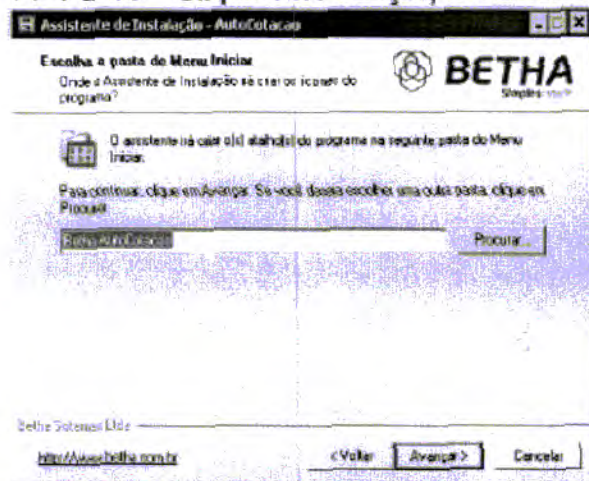 Assistente de Instalação - AutoCotacao
Escolha a pasta do Menu Iniciar
Onde o Assistente de Instalação irá criar os ícones do
programa?
BETHA
O assistente irá criar o(s) atalho(s) do programa na seguinte pasta do Menu
Iniciar.
Para continuar, clique em Avançar. Se você deseja escolher uma outra pasta, clique em
Procurar.
Procurar...
Betha Sistemas Ltda
http://www.betha.com.br
< Voltar
Avançar >
Cancelar